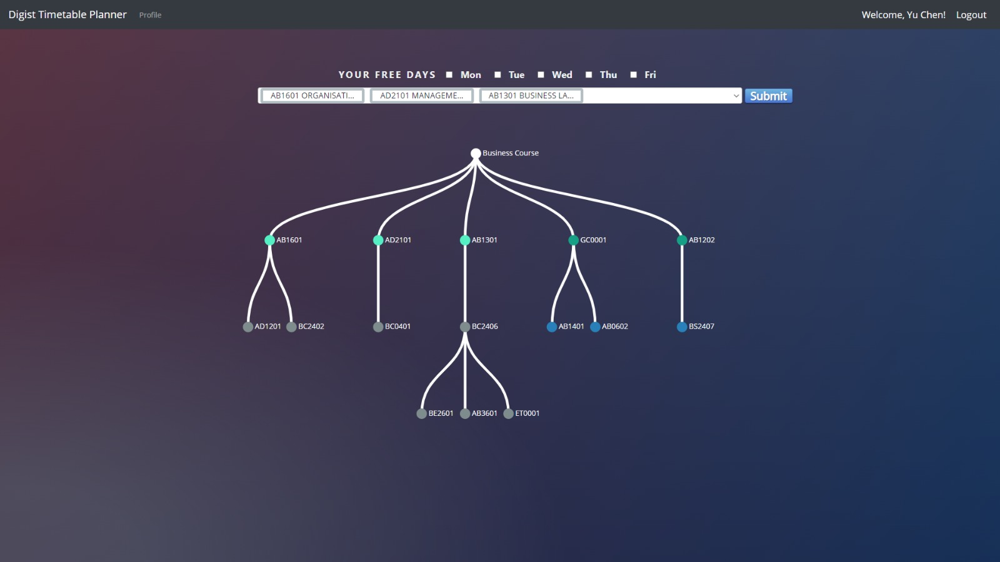 Digist Timetable Planner Profile Welcome, Yu Chen! Logout
YOUR FREE DAYS Mon Tue Wed Thu Fri
AB1601 ORGANISATI... AD2101 MANAGEME... AB1301 BUSINESS LA... Submit
Business Course
AB1601 AD2101 AB1301 GC0001 AB1202
AD1201 BC2402 BC0401 BC2406 AB1401 AB0602 BS2407
BE2601 AB3601 ET0001